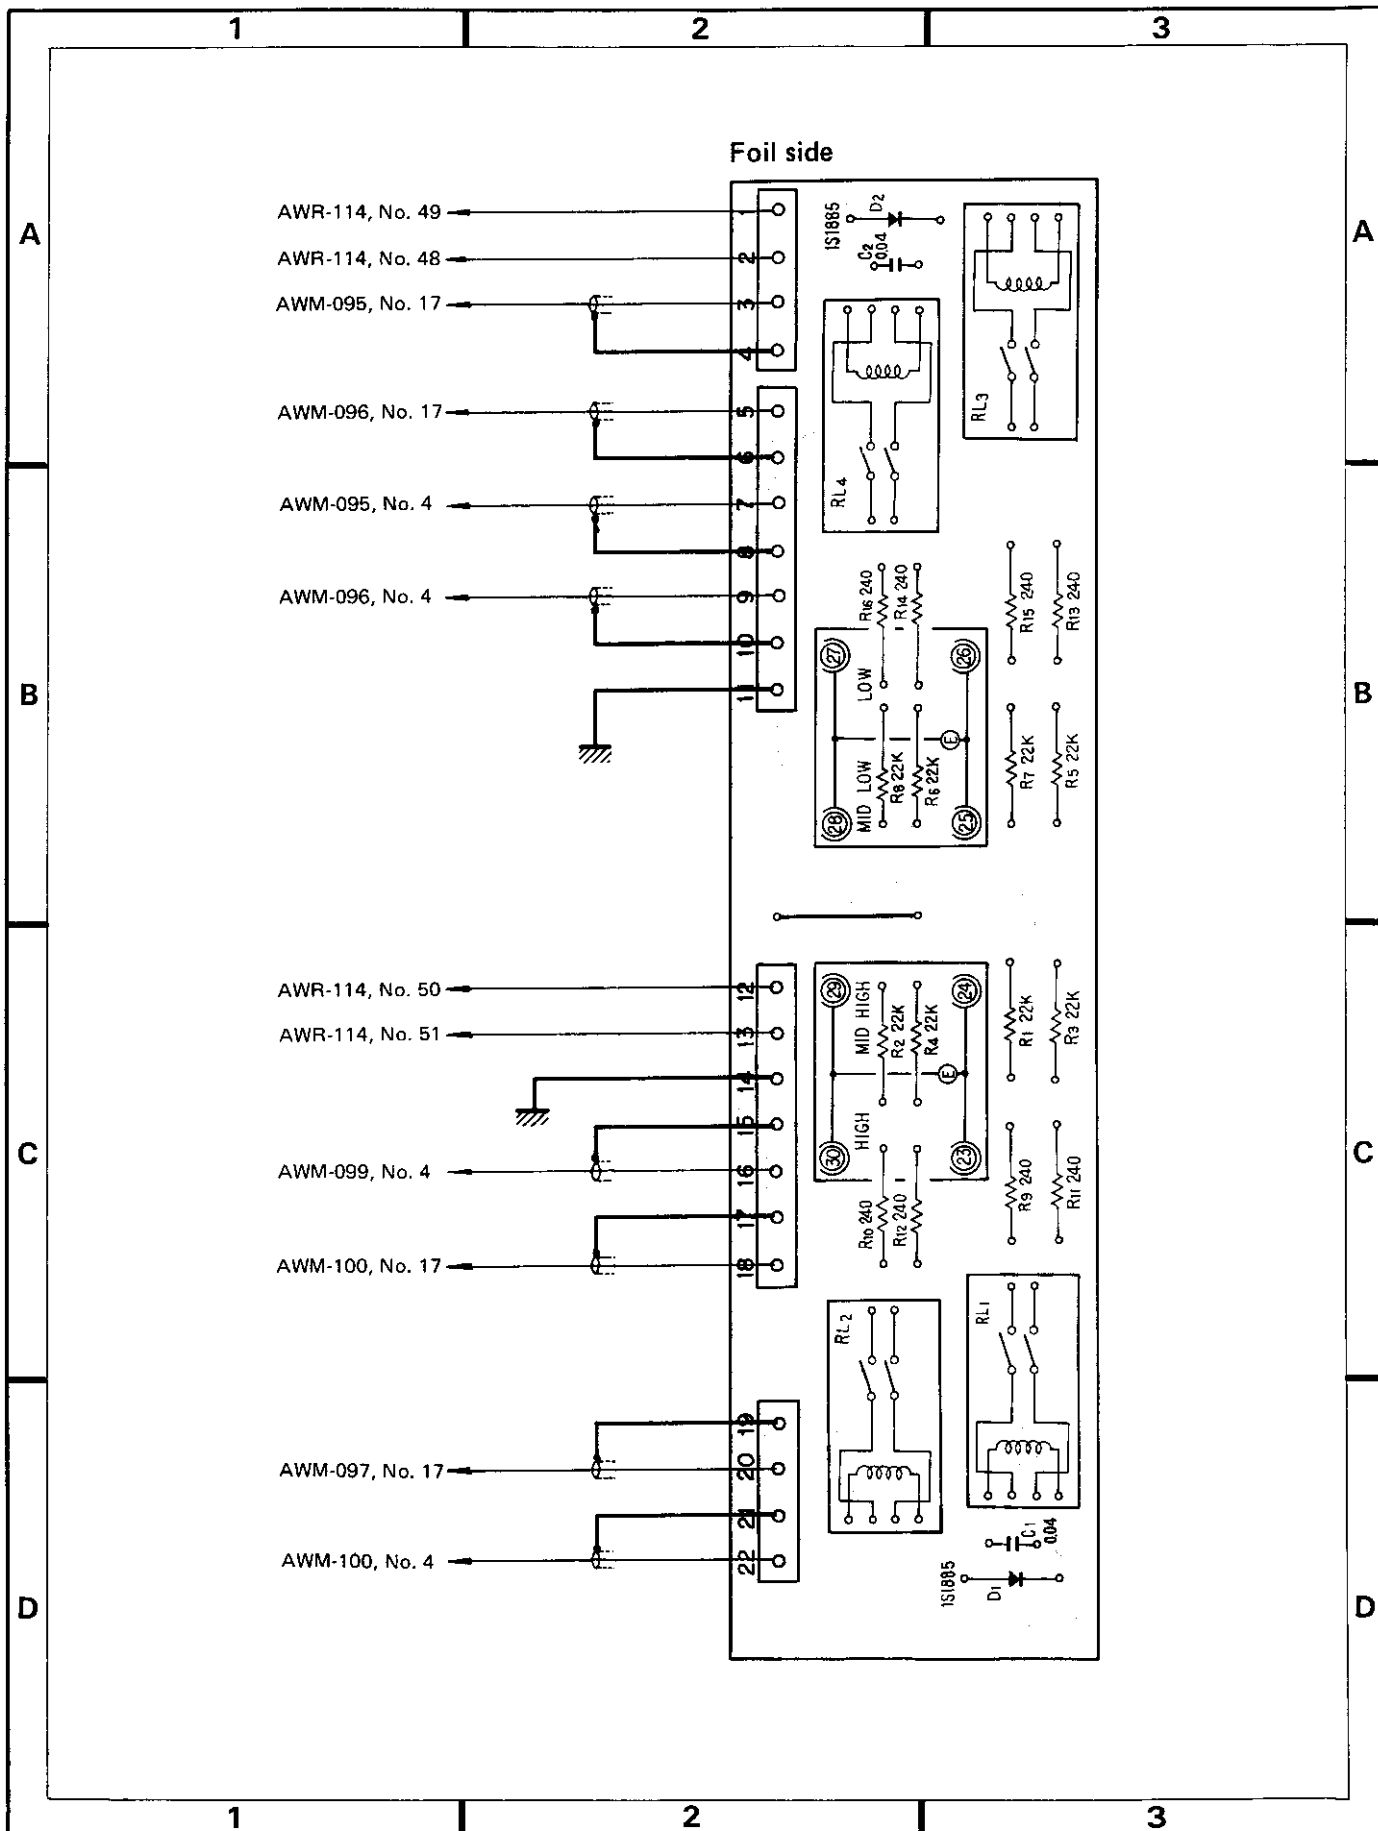 1 2 3
Foil side
A A
AWR-114, No. 49
1
AWR-114, No. 48
2
AWM-095, No. 17
3
4
AWM-096, No. 17
5
6
AWM-095, No. 4
7
8
AWM-096, No. 4
9
10
11
1S1885
D2
C2
0.04
RL3
RL4
B B
R16 240
R14 240
R15 240
R13 240
27
LOW
26
E
28
MID LOW
R8 22K
R6 22K
25
R7 22K
R5 22K
AWR-114, No. 50
12
AWR-114, No. 51
13
14
15
AWM-099, No. 4
16
17
AWM-100, No. 17
18
29
MID HIGH
R2 22K
R4 22K
24
E
R1 22K
R3 22K
30
HIGH
23
C C
R10 240
R12 240
R9 240
R11 240
RL2
RL1
19
AWM-097, No. 17
20
21
AWM-100, No. 4
22
C1
0.04
1S1885
D1
D D
1 2 3